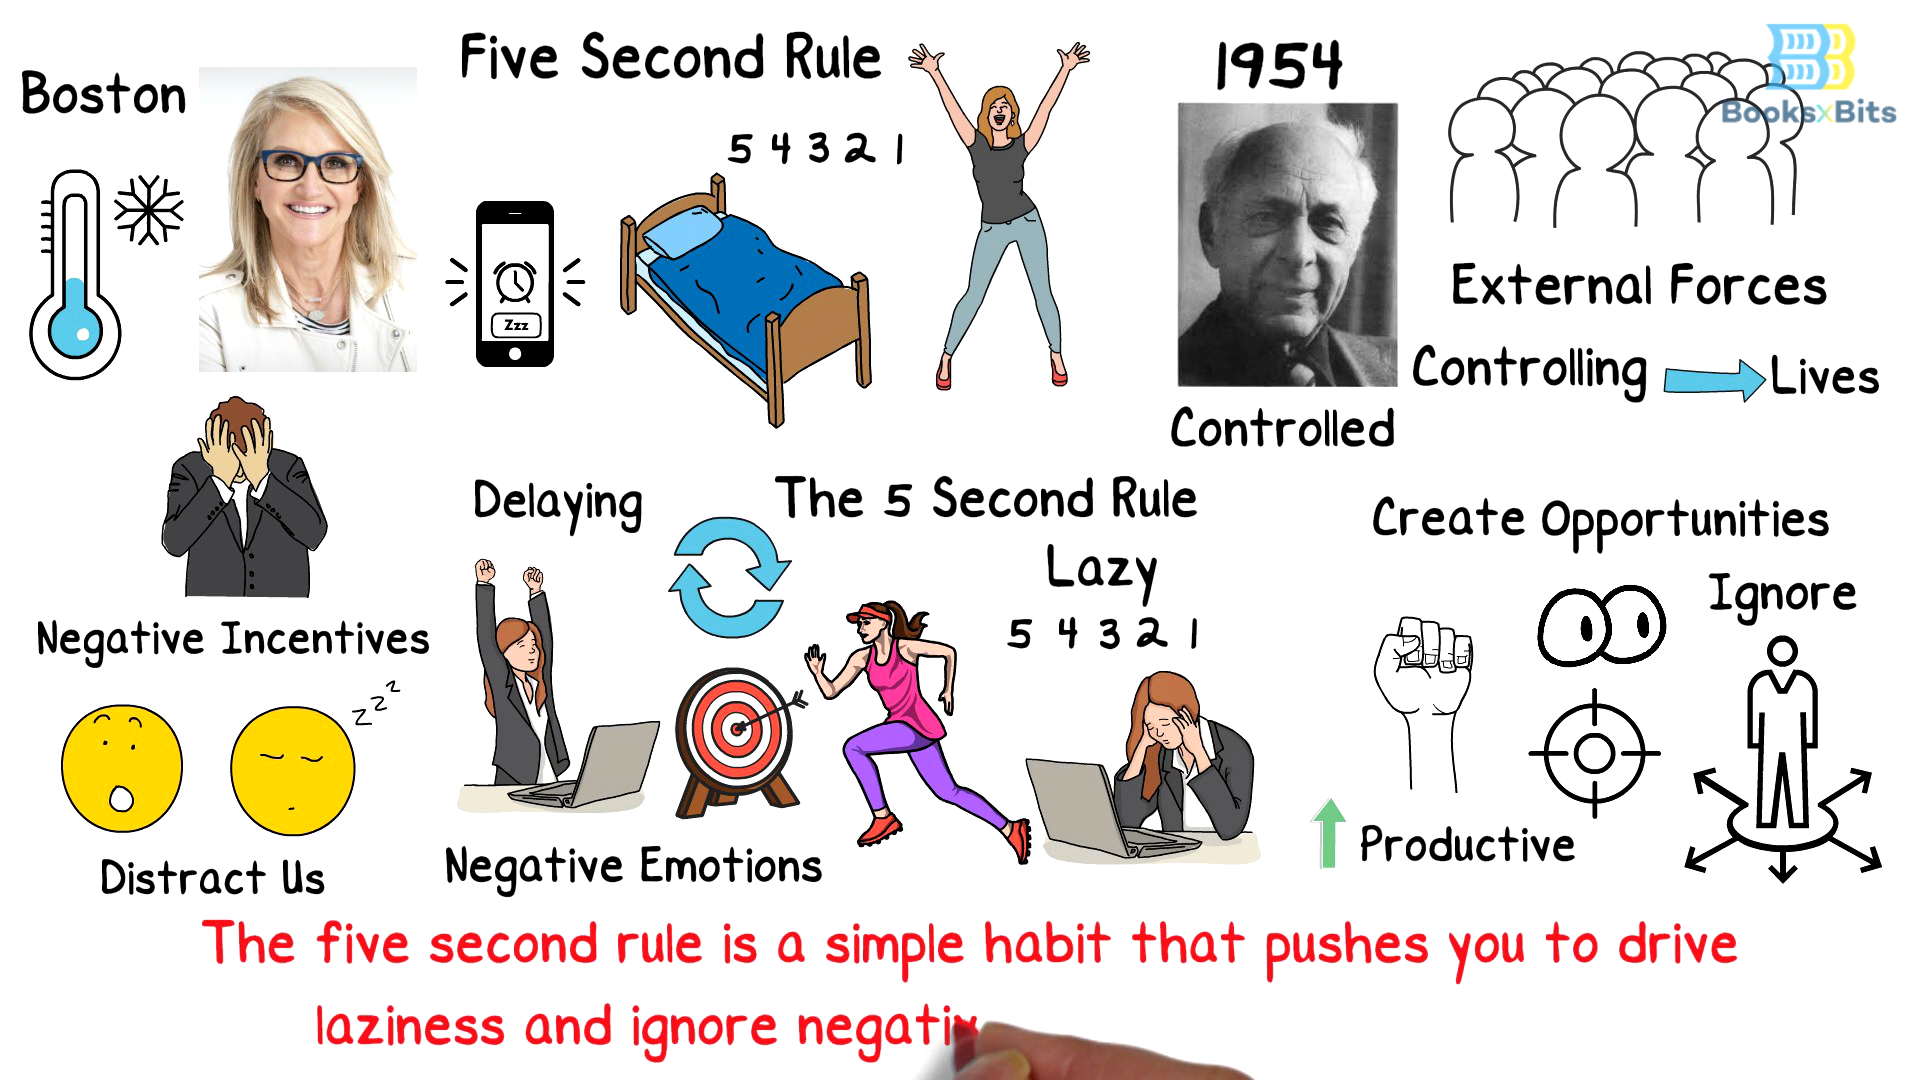 Boston
Five Second Rule
5 4 3 2 1
Zzz
1954
BooksxBits
External Forces
Controlling
Lives
Controlled
Negative Incentives
zzz
Distract Us
Delaying
The 5 Second Rule
Lazy
5 4 3 2 1
Negative Emotions
Create Opportunities
Ignore
Productive
The five second rule is a simple habit that pushes you to drive
laziness and ignore negativ